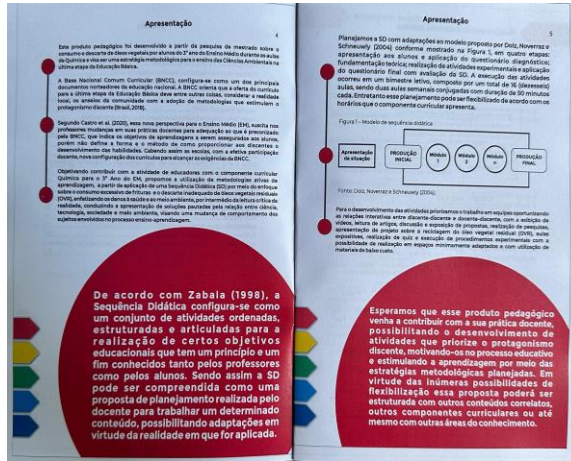 Apresentação
4
Este produto pedagógico foi desenvolvido a partir da pesquisa de mestrado sobre o
consumo e descarte de óleo vegetais por alunos do 3° ano do Ensino Médio durante as aulas
de Química e visa ser uma estratégia metodológica para o ensino das Ciências Ambientais na
última etapa da Educação Básica.
A Base Nacional Comum Curricular (BNCC), configura-se como um dos principais
documentos norteadores da educação nacional. A BNCC orienta que a oferta do currículo
para a última etapa da Educação Básica deve entre outras coisas, considerar a realidade
local, os anseios da comunidade com a adoção de metodologias que estimulem o
protagonismo discente (Brasil, 2018).
Segundo Castro et al. (2020), essa nova perspectiva para o Ensino Médio (EM), suscita nos
professores mudanças em suas práticas docentes para adequação ao que é preconizado
pela BNCC, que indica os objetivos de aprendizagens a serem assegurados aos alunos,
porém não define a forma e o método de como proporcionar aos discentes o
desenvolvimento das habilidades. Cabendo assim as escolas, com a efetiva participação
docente, nova configuração dos currículos para alcançar as exigências da BNCC.
Objetivando contribuir com a atividade de educadores com o componente curricular
Química para o 3° Ano do EM, propomos a utilização de metodologias ativas de
aprendizagem, a partir da aplicação de uma Sequência Didática (SD) por meio do enfoque
sobre o consumo excessivo de frituras e o descarte inadequado de óleos vegetais residuais
(OVR), enfatizando os danos à saúde e ao meio ambiente, por intermédio da leitura crítica da
realidade, conduzindo a apresentação de soluções pautadas pela relação entre ciência,
tecnologia, sociedade e meio ambiente, visando uma mudança de comportamento dos
sujeitos envolvidos no processo ensino-aprendizagem.
De acordo com Zabala (1998), a
Sequência Didática configura-se como
um conjunto de atividades ordenadas,
estruturadas e articuladas para a
realização de certos objetivos
educacionais que tem um princípio e um
fim conhecidos tanto pelos professores
como pelos alunos. Sendo assim a SD
pode ser compreendida como uma
proposta de planejamento realizada pelo
docente para trabalhar um determinado
conteúdo, possibilitando adaptações em
virtude da realidade em que for aplicada.
Apresentação
5
Planejamos a SD com adaptações ao modelo proposto por Dolz, Noverraz e
Schneuwly (2004) conforme mostrado na Figura 1, em quatro etapas:
apresentação aos alunos e aplicação do questionário diagnóstico;
fundamentação teórica; realização de atividades experimentais e aplicação
do questionário final com avaliação da SD. A execução das atividades
ocorreu em um bimestre letivo, composto por um total de 16 (dezesseis)
aulas, sendo duas aulas semanais conjugadas com duração de 50 minutos
cada. Entretanto esse planejamento pode ser flexibilizado de acordo com os
horários que o componente curricular apresenta.
Figura 1 – Modelo de sequência didática
Apresentação
da situação
PRODUÇÃO
INICIAL
Módulo
1
Módulo
2
Módulo
n
PRODUÇÃO
FINAL
Fonte: Dolz, Noverraz e Schneuwly (2004).
Para o desenvolvimento das atividades priorizamos o trabalho em equipes oportunizando
as relações interativas entre discente-discente e docente-discente, com a exibição de
vídeos, leitura de artigos, discussão e exposição de propostas, realização de pesquisas,
apresentação de projeto sobre a reciclagem do óleo vegetal residual (OVR), aulas
expositivas, realização de quiz e execução de procedimentos experimentais com a
possibilidade de realização em espaços minimamente adaptados e com utilização de
materiais de baixo custo.
Esperamos que esse produto pedagógico
venha a contribuir com a sua prática docente,
possibilitando o desenvolvimento de
atividades que priorize o protagonismo
discente, motivando-os no processo educativo
e estimulando a aprendizagem por meio das
estratégias metodológicas planejadas. Em
virtude das inúmeras possibilidades de
flexibilização essa proposta poderá ser
estruturada com outros conteúdos correlatos,
outros componentes curriculares ou até
mesmo com outras áreas do conhecimento.